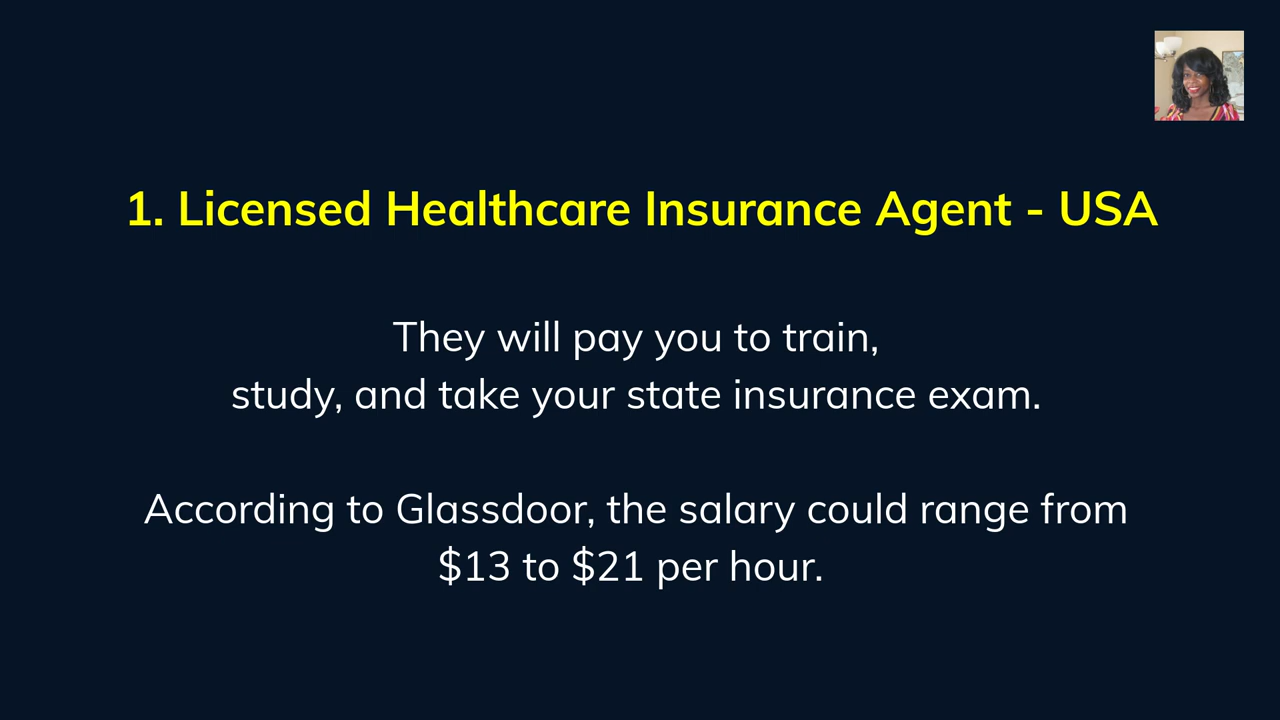 1. Licensed Healthcare Insurance Agent - USA
They will pay you to train,
study, and take your state insurance exam.
According to Glassdoor, the salary could range from
$13 to $21 per hour.